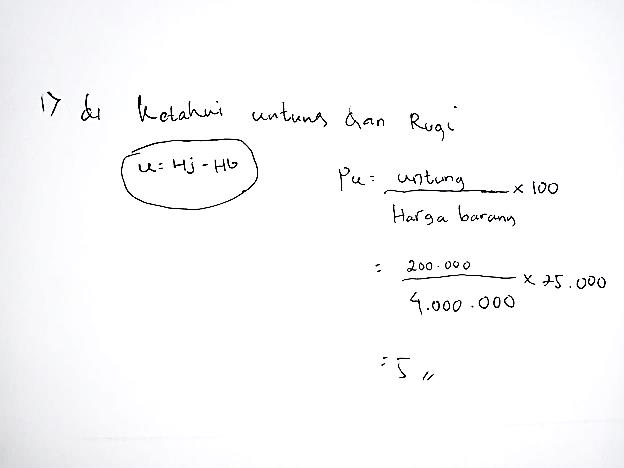 1) di Ketahui untung dan Rugi
u = Hj - Hb
Pu = untung / Harga barang × 100
= 200.000 / 4.000.000 × 25.000
= 5 "